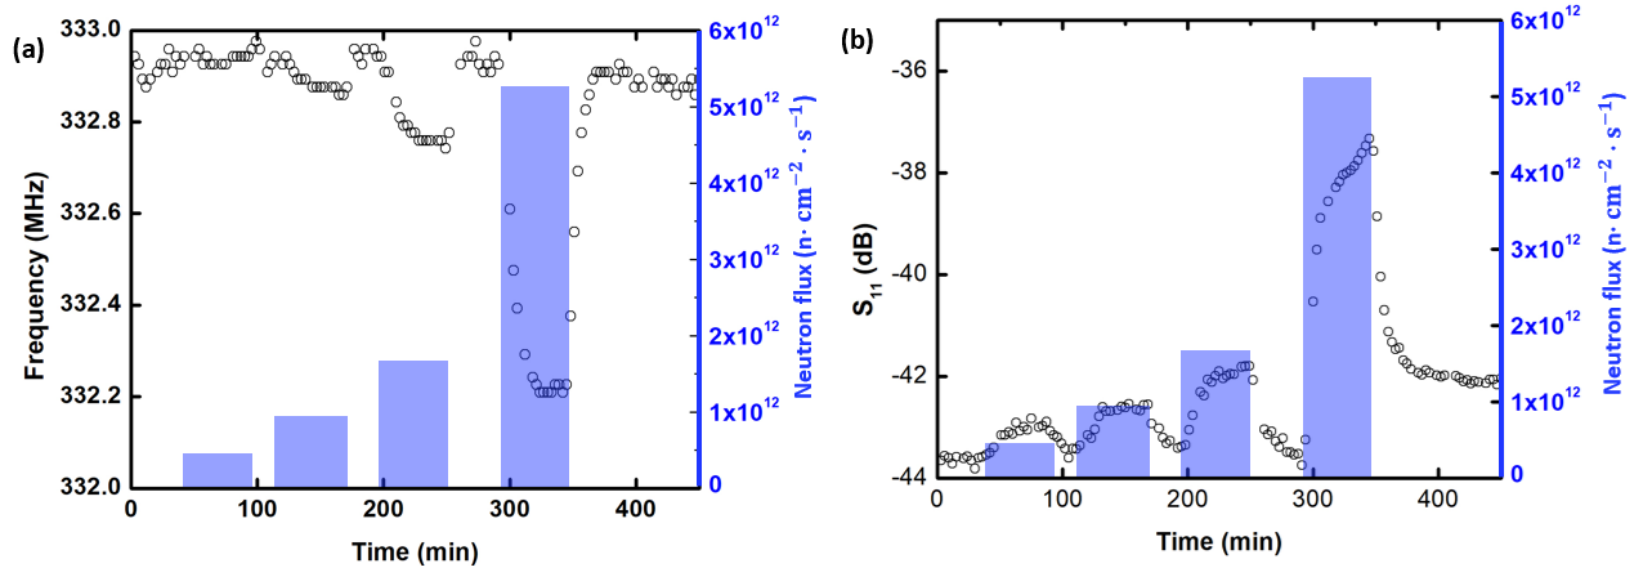 (a)
333.0
332.8
332.6
332.4
332.2
332.0
Frequency (MHz)
0
100
200
300
400
Time (min)
6x10¹²
5x10¹²
4x10¹²
3x10¹²
2x10¹²
1x10¹²
0
Neutron flux (n· cm⁻² · s⁻¹)
(b)
-36
-38
-40
-42
-44
S₁₁ (dB)
0
100
200
300
400
Time (min)
6x10¹²
5x10¹²
4x10¹²
3x10¹²
2x10¹²
1x10¹²
0
Neutron flux (n· cm⁻² · s⁻¹)